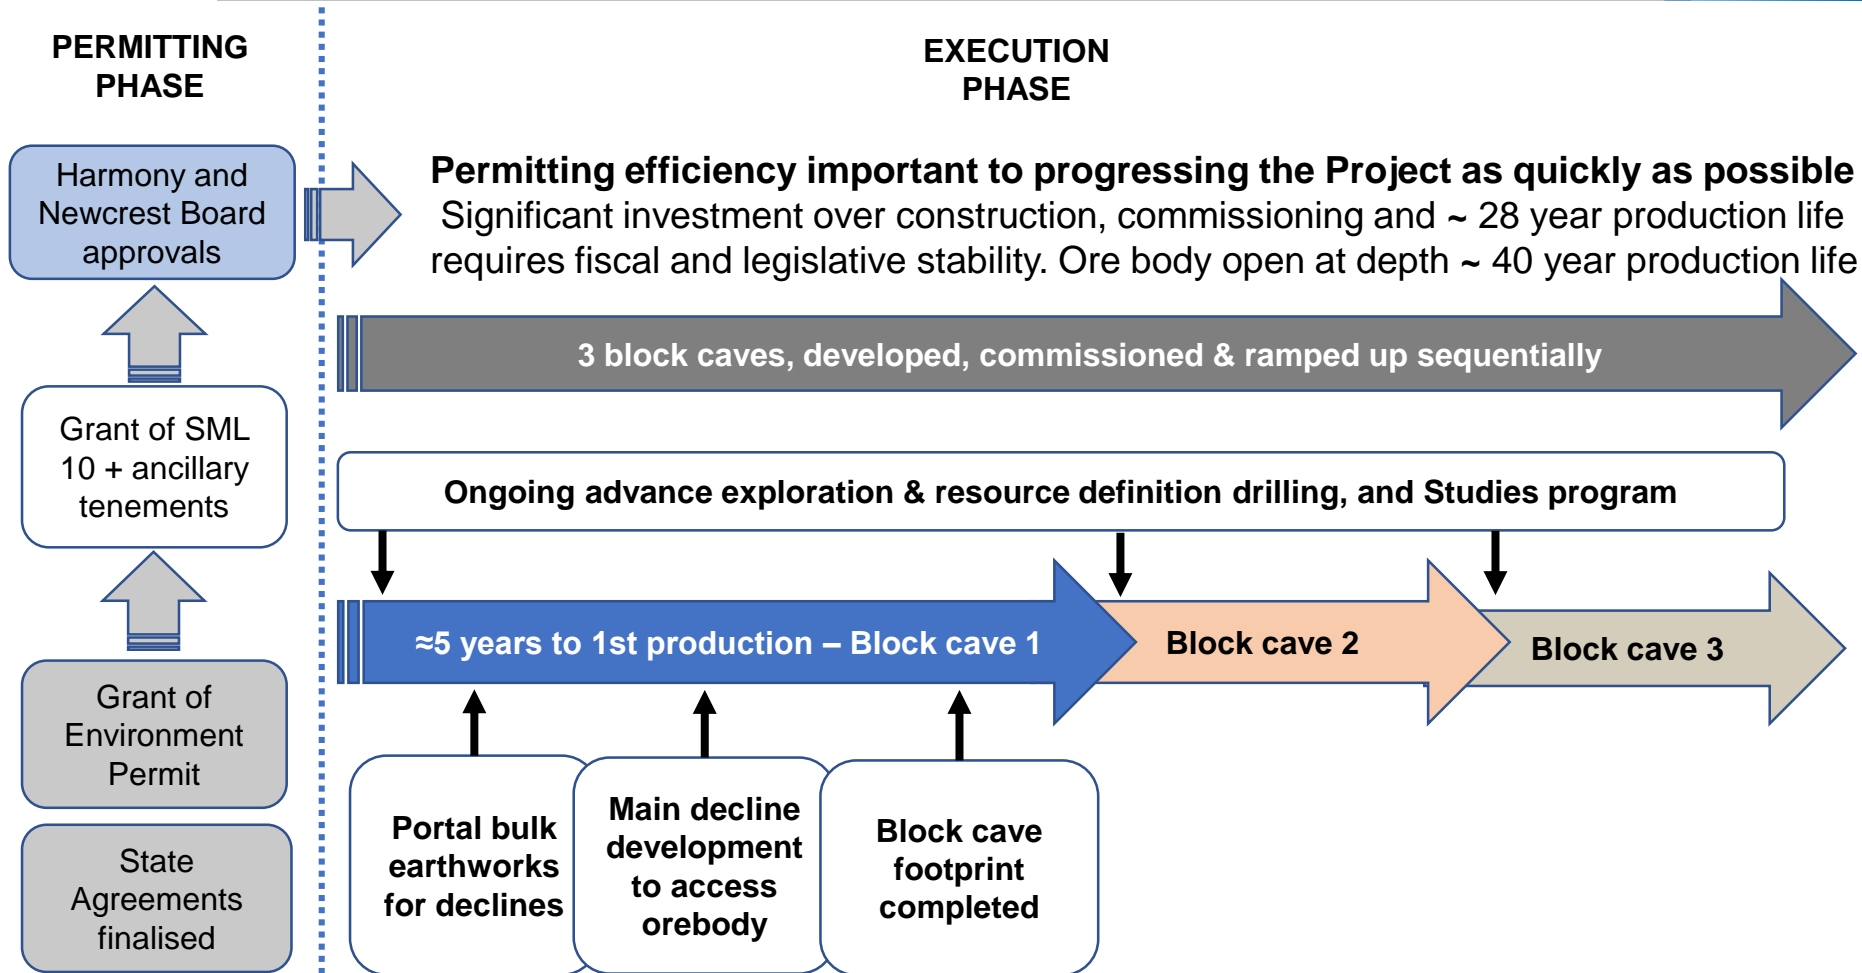 PERMITTING
PHASE
Harmony and
Newcrest Board
approvals
Grant of SML
10 + ancillary
tenements
Grant of
Environment
Permit
State
Agreements
finalised
EXECUTION
PHASE
Permitting efficiency important to progressing the Project as quickly as possible
Significant investment over construction, commissioning and ~ 28 year production life
requires fiscal and legislative stability. Ore body open at depth ~ 40 year production life
3 block caves, developed, commissioned & ramped up sequentially
Ongoing advance exploration & resource definition drilling, and Studies program
≈5 years to 1st production – Block cave 1
Block cave 2
Block cave 3
Portal bulk
earthworks
for declines
Main decline
development
to access
orebody
Block cave
footprint
completed